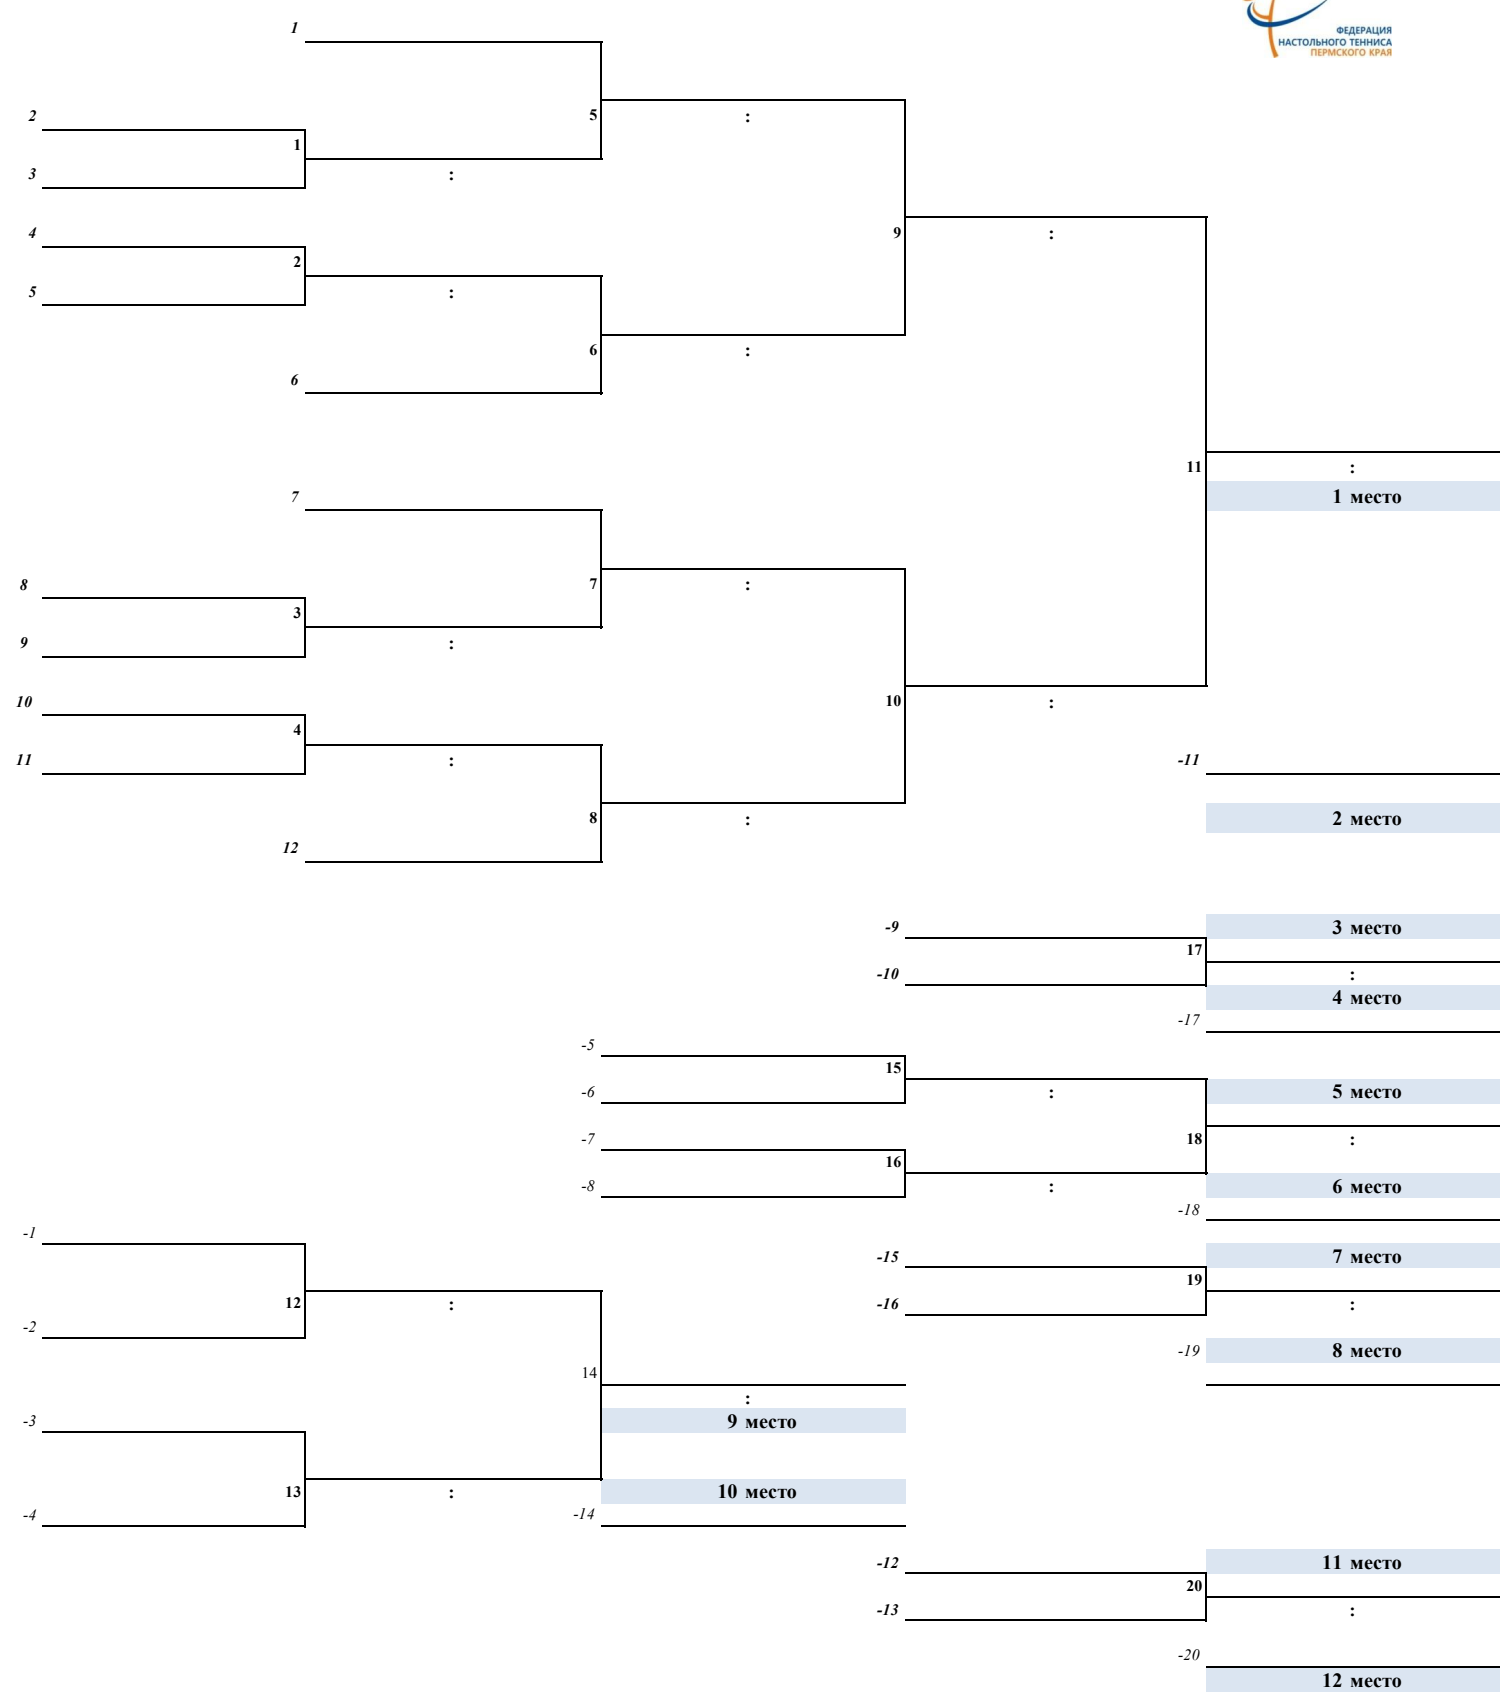 ФЕДЕРАЦИЯ
НАСТОЛЬНОГО ТЕННИСА
ПЕРМСКОГО КРАЯ
1
2
5 :
1
3 :
4 9 :
2
5 :
6 :
6
11 :
7 1 место
8 7 :
3
9 :
10 10 :
4
11 : -11
8 : 2 место
12
-9 3 место
17
-10 :
4 место
-17
-5
15
-6 : 5 место
-7 18 :
16
-8 : 6 место
-18
-1
-15 7 место
19
12 : -16 :
-2
14 -19 8 место
:
-3 9 место
13 : 10 место
-4 -14
-12 11 место
20
-13 :
-20
12 место